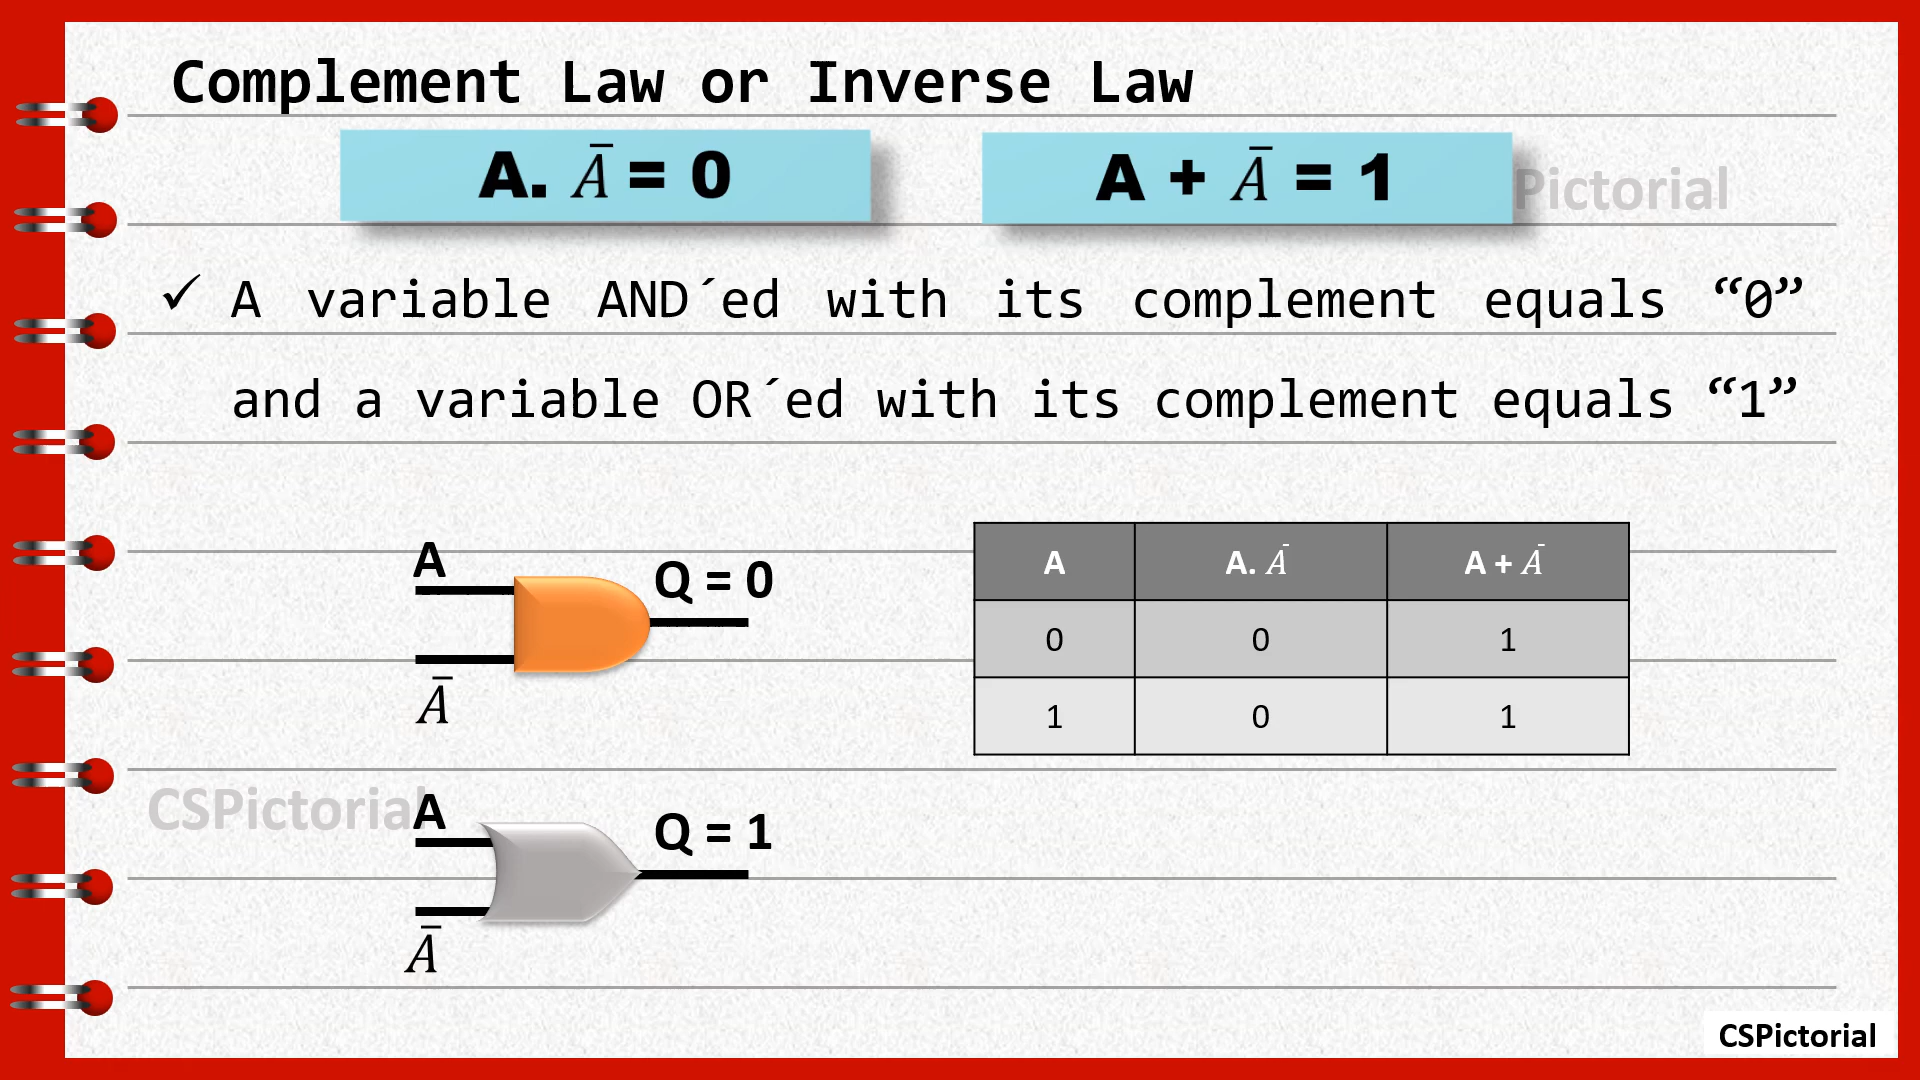 Complement Law or Inverse Law
A. Ā = 0
A + Ā = 1
Pictorial
✓ A variable AND´ed with its complement equals “0”
and a variable OR´ed with its complement equals “1”
A
Q = 0
Ā
A A. Ā A + Ā
0 0 1
1 0 1
CSPictorial
A
Q = 1
Ā
CSPictorial